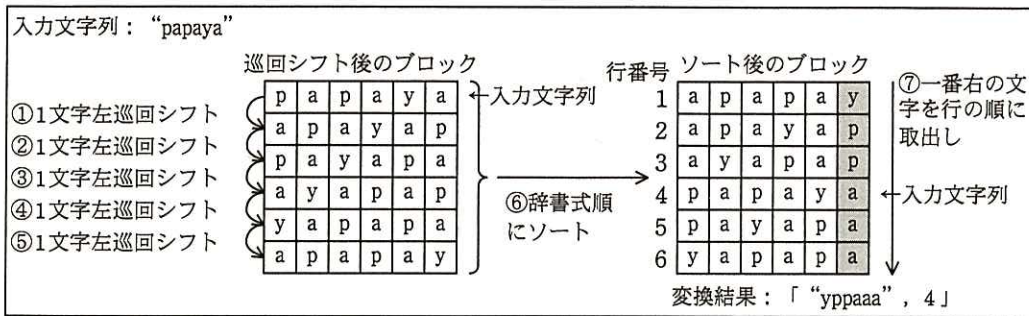 入力文字列: “papaya”
巡回シフト後のブロック
p a p a y a
a p a y a p
p a y a p a
a y a p a p
y a p a p a
a p a p a y
←入力文字列
①1文字左巡回シフト
②1文字左巡回シフト
③1文字左巡回シフト
④1文字左巡回シフト
⑤1文字左巡回シフト
⑥辞書式順
にソート
行番号 ソート後のブロック
1 a p a p a y
2 a p a y a p
3 a y a p a p
4 p a p a y a ←入力文字列
5 p a y a p a
6 y a p a p a
⑦一番右の文
字を行の順に
取出し
変換結果: 「“yppaaa”, 4」